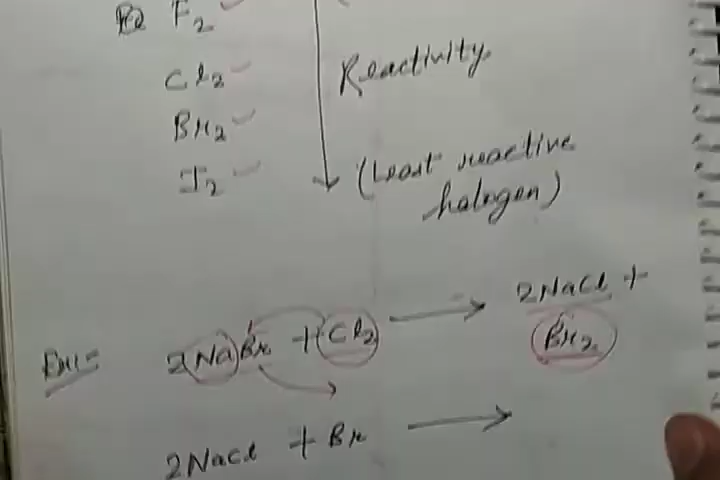 F2
Cl2
Reactivity
Br2
I2
(Least reactive
halogen)
Ex:- 2NaBr + Cl2 → 2NaCl +
Br2
2NaCl + Br →